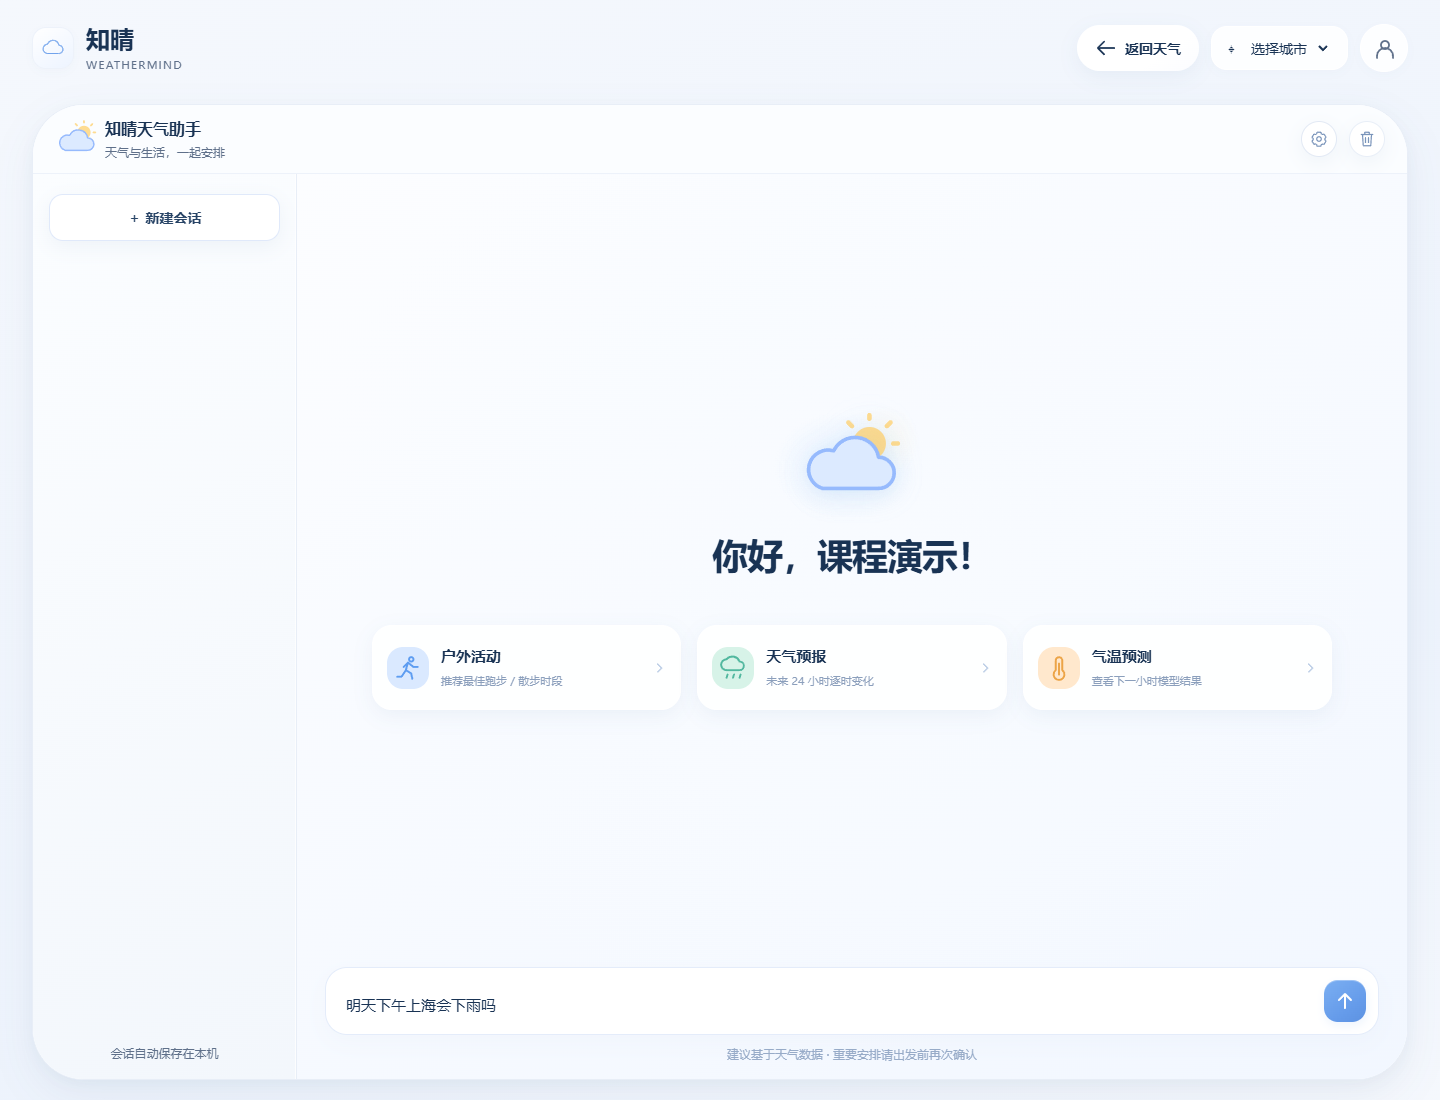 知晴
WEATHERMIND
返回天气
选择城市
知晴天气助手
天气与生活，一起安排
+ 新建会话
你好，课程演示！
户外活动
推荐最佳跑步 / 散步时段
天气预报
未来 24 小时逐时变化
气温预测
查看下一小时模型结果
明天下午上海会下雨吗
会话自动保存在本机
建议基于天气数据 · 重要安排请出发前再次确认